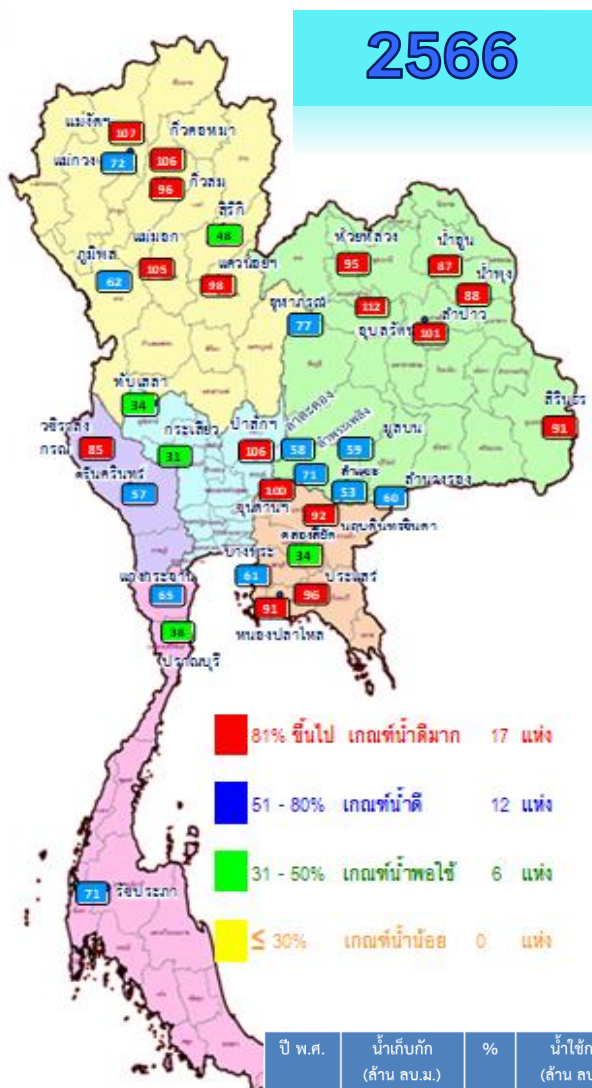 2566
แม่งัดฯ
107
กิ่วคอหมา
แม่กวง
72
106
96
กิ่วลม
สิริกิ
48
ภูมิพล
แม่มอก
62
105
แควน้อยฯ
98
ห้วยหลวง
95
น้ำอูน
87
น้ำพุง
88
จุฬาภรณ์
77
112
อุบลรัตน
ลำปาว
101
สิรินธร
91
ทับเสลา
34
วชิราลง
กรณ
85
กระเสียว
31
ป่าสักฯ
106
ลำตะคอง
58
ลำพระเพลิง
71
มูลบน
59
ลำแชะ
53
ลำนางรอง
60
ศรีนครินทร์
57
ขุนด่านฯ
100
92
นฤบดินทรจินดา
คลองสียัด
34
บางพระ
61
ประแสร์
96
91
หนองปลาไหล
แก่งกระจาน
65
38
ปราณบุรี
71
รัชประภา
81% ขึ้นไป เกณฑ์น้ำดีมาก 17 แห่ง
51 - 80% เกณฑ์น้ำดี 12 แห่ง
31 - 50% เกณฑ์น้ำพอใช้ 6 แห่ง
≤ 30% เกณฑ์น้ำน้อย 0 แห่ง
ปี พ.ศ. น้ำเก็บกัก % น้ำใช้ก
(ล้าน ลบ.ม.) (ล้าน ลบ